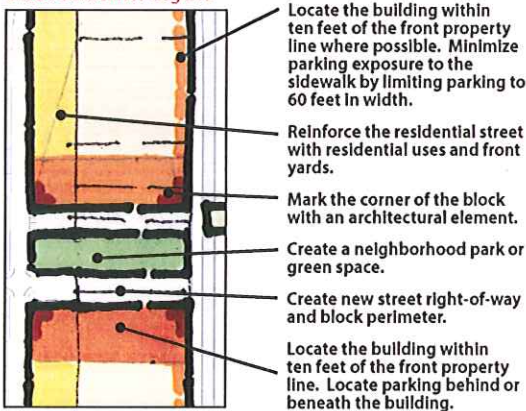 Locate the building within
ten feet of the front property
line where possible. Minimize
parking exposure to the
sidewalk by limiting parking to
60 feet in width.
Reinforce the residential street
with residential uses and front
yards.
Mark the corner of the block
with an architectural element.
Create a neighborhood park or
green space.
Create new street right-of-way
and block perimeter.
Locate the building within
ten feet of the front property
line. Locate parking behind or
beneath the building.